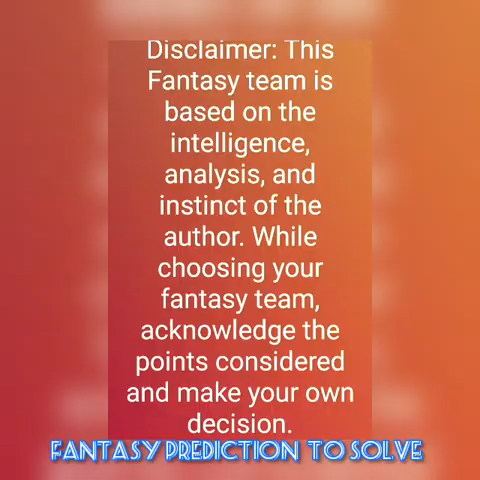 Disclaimer: This
Fantasy team is
based on the
intelligence,
analysis, and
instinct of the
author. While
choosing your
fantasy team,
acknowledge the
points considered
and make your own
decision.
FANTASY PREDICTION TO SOLVE